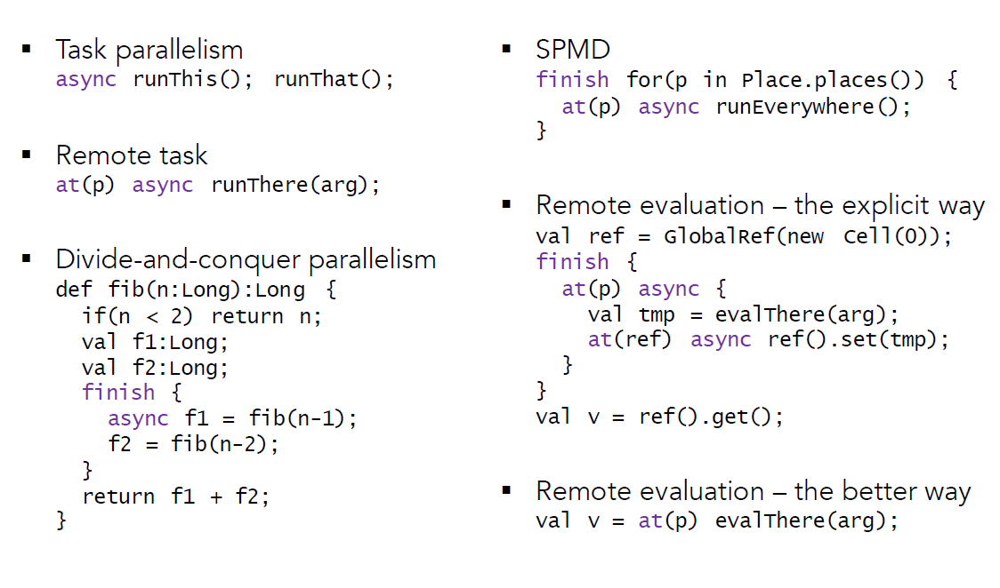 ▪ Task parallelism
async runThis(); runThat();
▪ Remote task
at(p) async runThere(arg);
▪ Divide-and-conquer parallelism
def fib(n:Long):Long {
if(n < 2) return n;
val f1:Long;
val f2:Long;
finish {
async f1 = fib(n-1);
f2 = fib(n-2);
}
return f1 + f2;
}
▪ SPMD
finish for(p in Place.places()) {
at(p) async runEverywhere();
}
▪ Remote evaluation – the explicit way
val ref = GlobalRef(new Cell(0));
finish {
at(p) async {
val tmp = evalThere(arg);
at(ref) async ref().set(tmp);
}
}
val v = ref().get();
▪ Remote evaluation – the better way
val v = at(p) evalThere(arg);